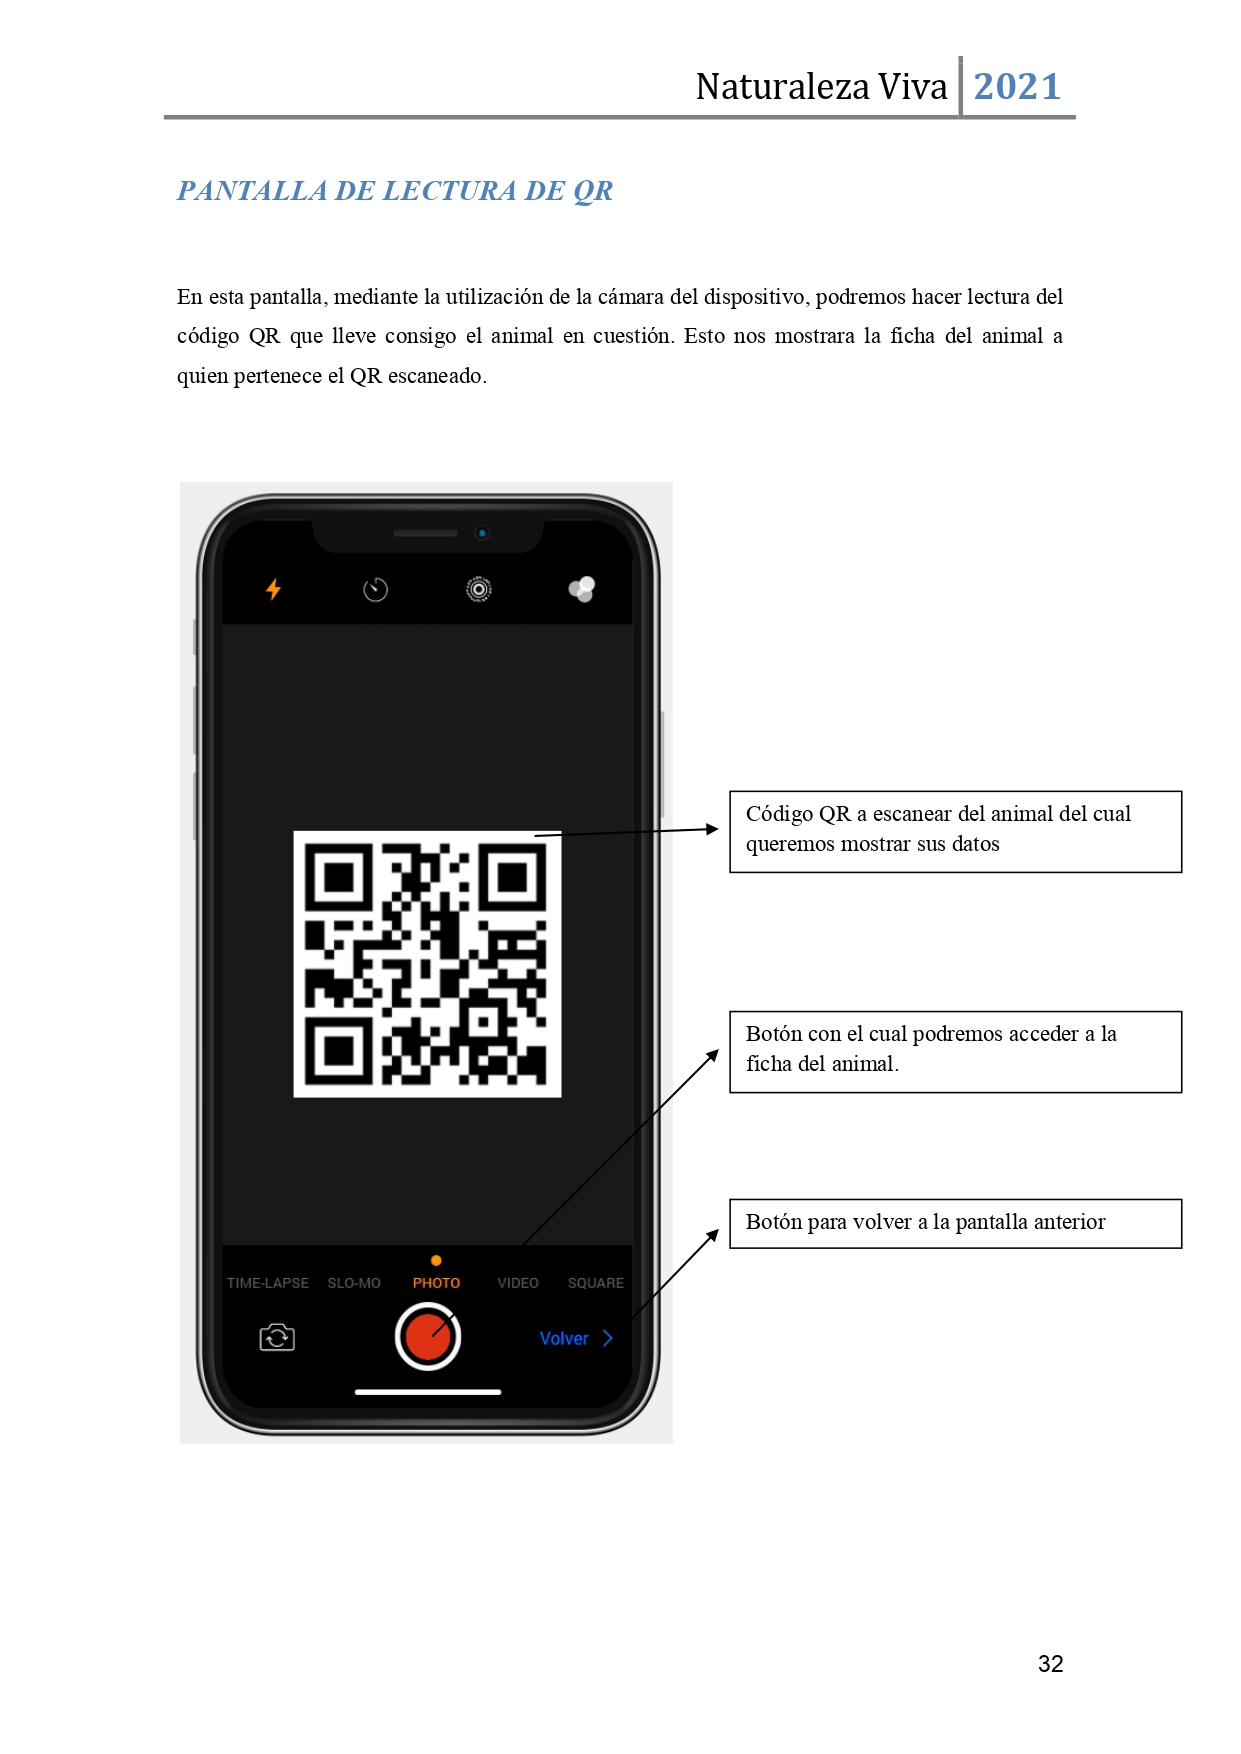 Naturaleza Viva 2021
PANTALLA DE LECTURA DE QR
En esta pantalla, mediante la utilización de la cámara del dispositivo, podremos hacer lectura del
código QR que lleve consigo el animal en cuestión. Esto nos mostrara la ficha del animal a
quien pertenece el QR escaneado.
Código QR a escanear del animal del cual
queremos mostrar sus datos
Botón con el cual podremos acceder a la
ficha del animal.
Botón para volver a la pantalla anterior
TIME-LAPSE SLO-MO PHOTO VIDEO SQUARE
Volver
32